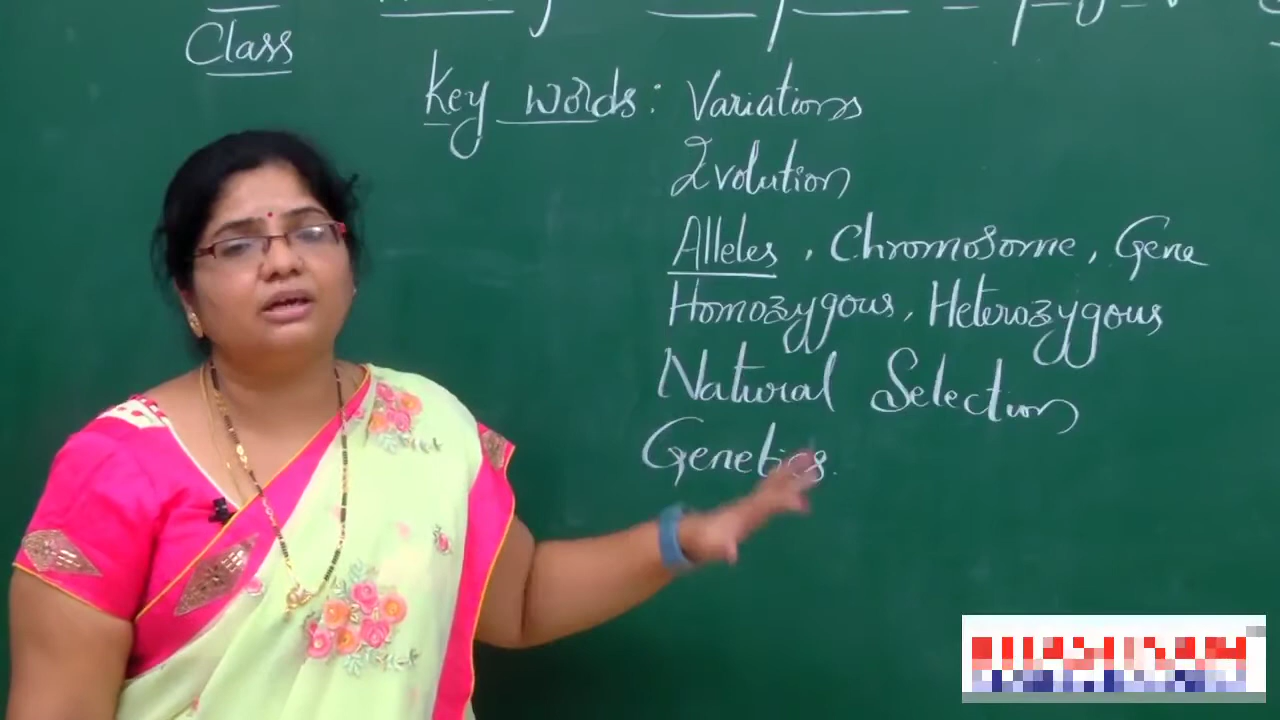 Class
Key words: Variations
Evolution
Alleles, Chromosome, Gene
Homozygous, Heterozygous
Natural Selection
Genetics.